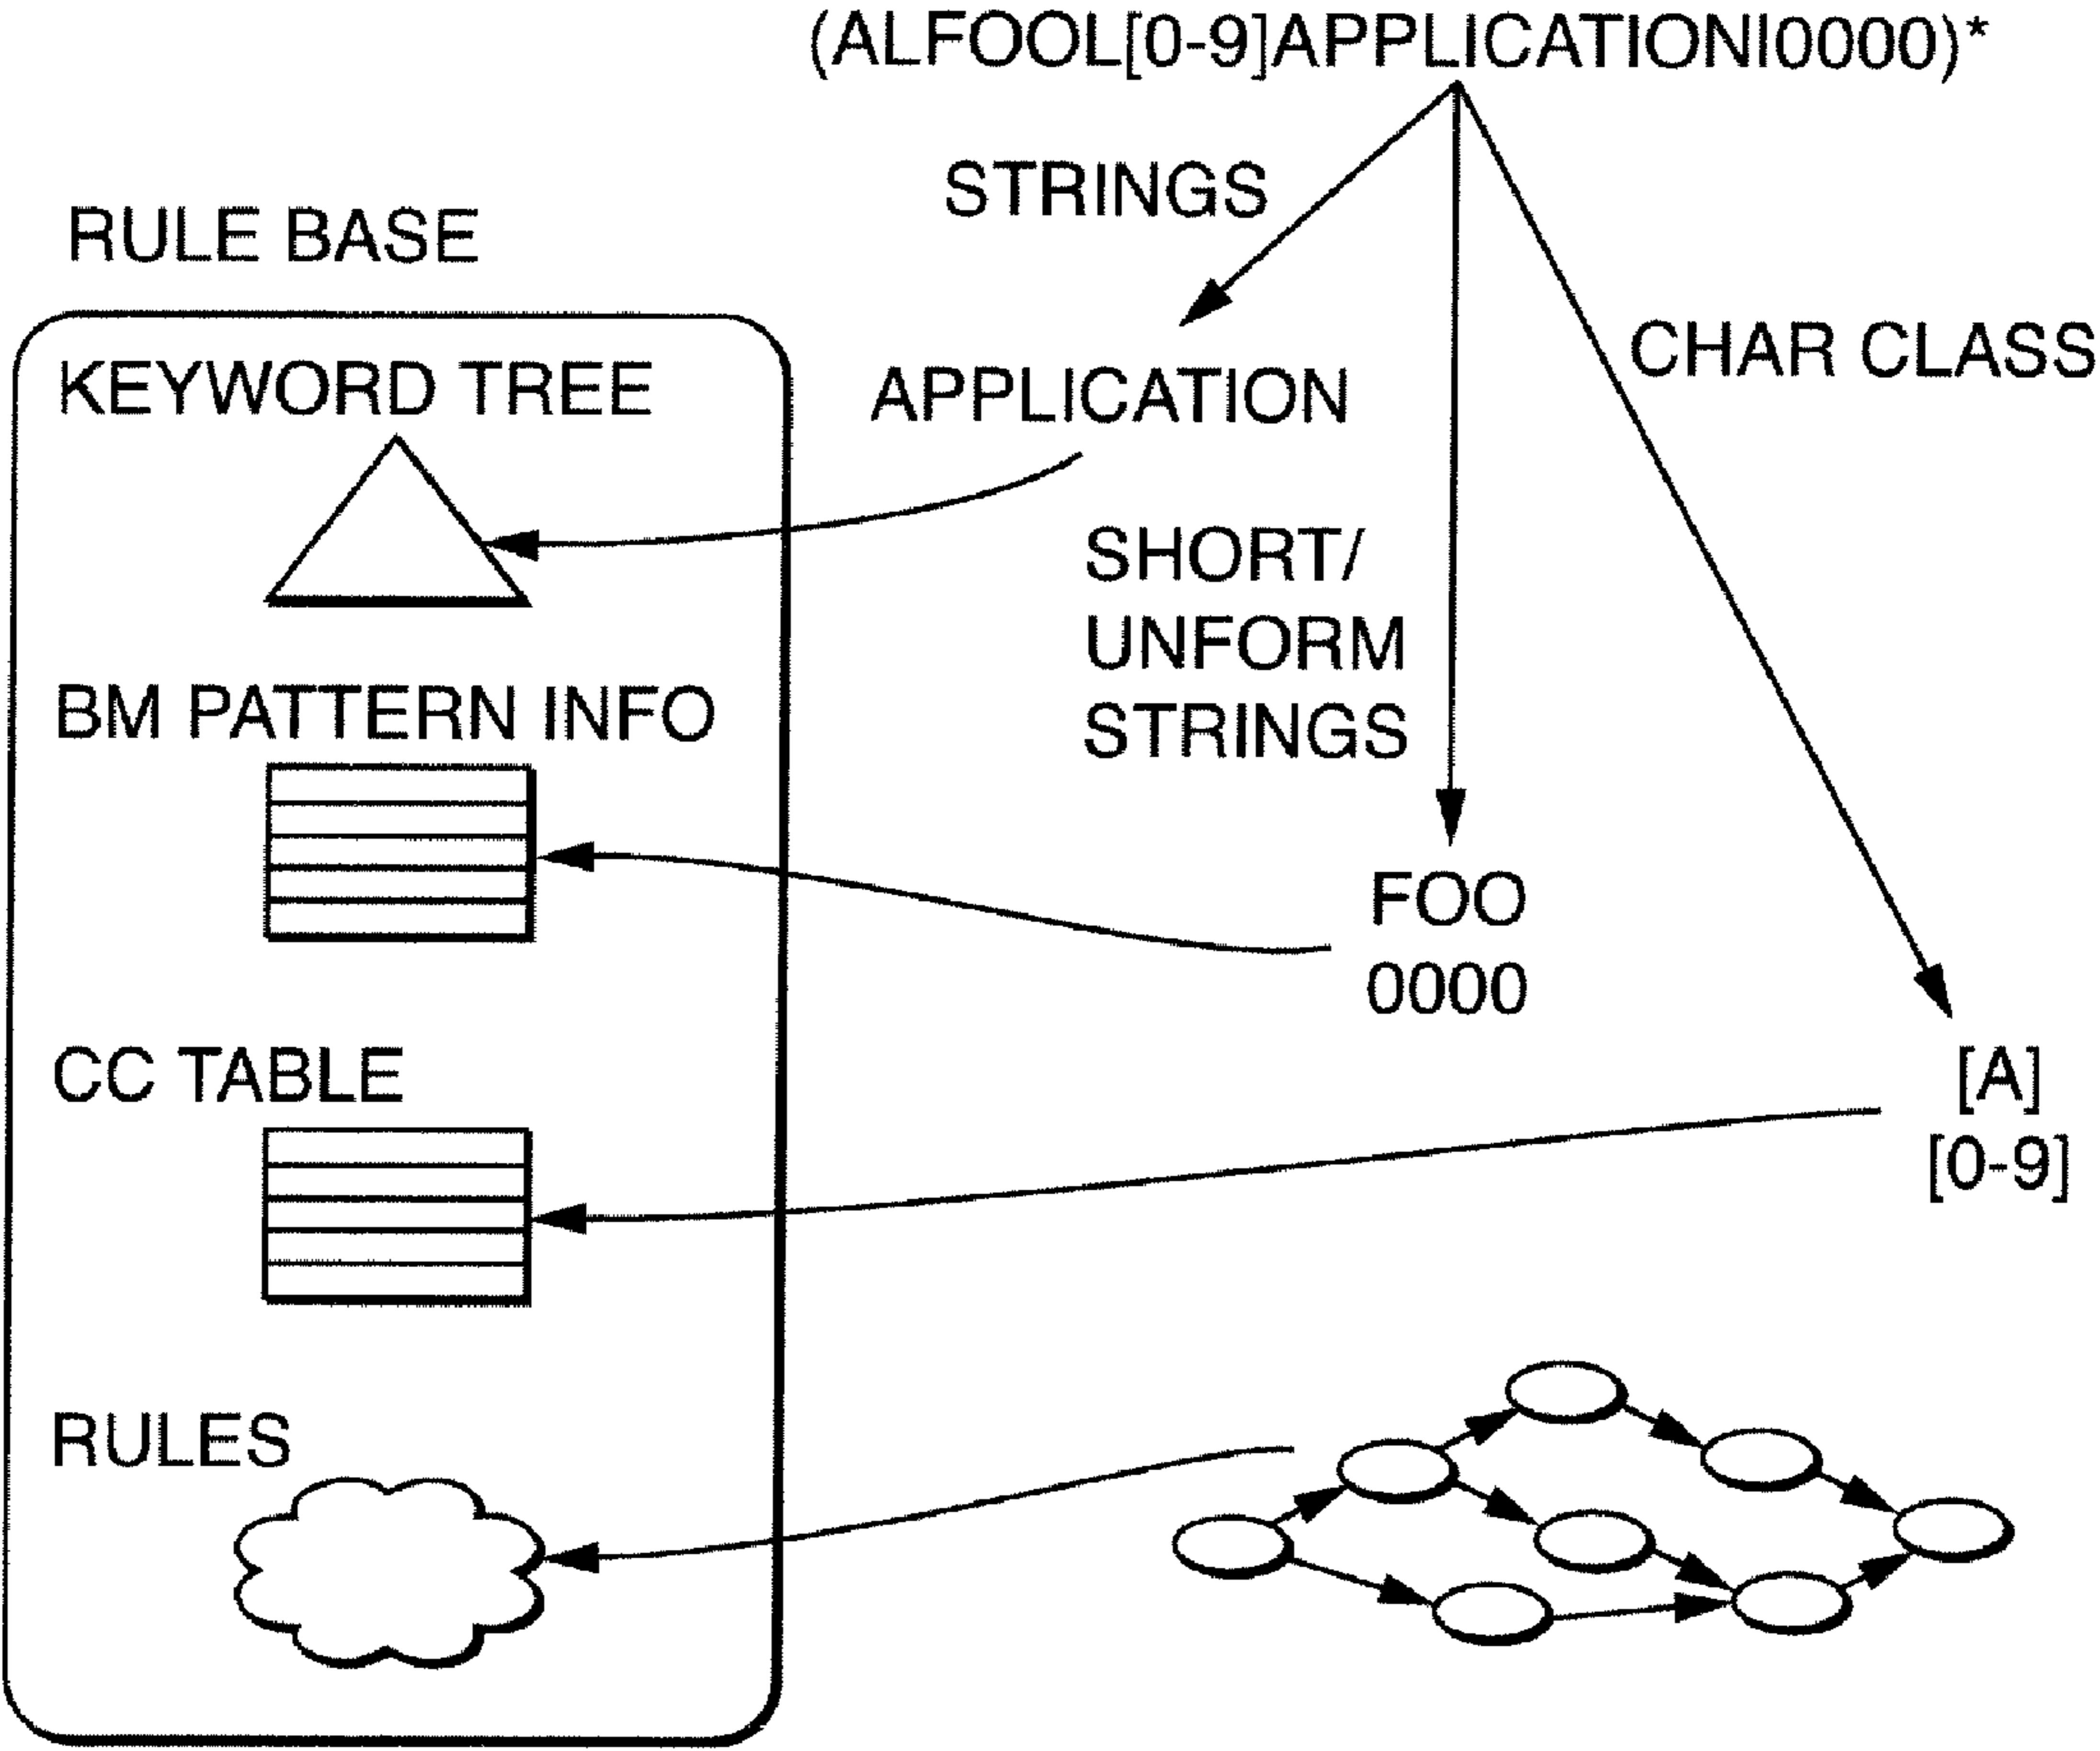 (ALFOOL[0-9]APPLICATIONI0000)*
STRINGS
RULE BASE
CHAR CLASS
KEYWORD TREE
APPLICATION
SHORT/
UNFORM
STRINGS
BM PATTERN INFO
FOO
0000
CC TABLE
[A]
[0-9]
RULES